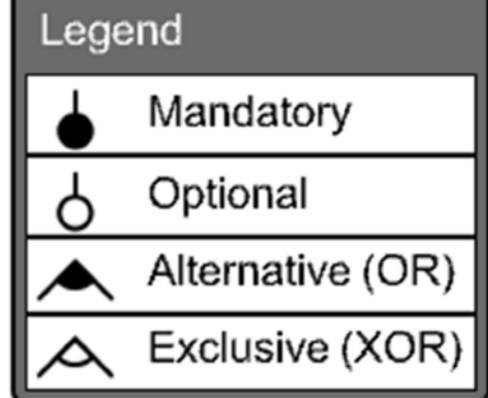 Legend
Mandatory
Optional
Alternative (OR)
Exclusive (XOR)